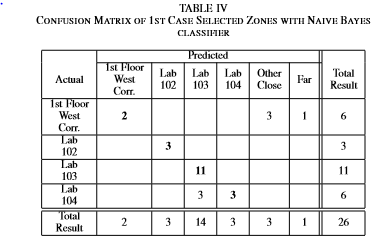 TABLE IV
Confusion Matrix of 1st Case Selected Zones with Naive Bayes
classifier
Predicted
Actual 1st Floor West Corr. Lab 102 Lab 103 Lab 104 Other Close Far Total Result
1st Floor West Corr. 2 3 1 6
Lab 102 3 3
Lab 103 11 11
Lab 104 3 3 6
Total Result 2 3 14 3 3 1 26